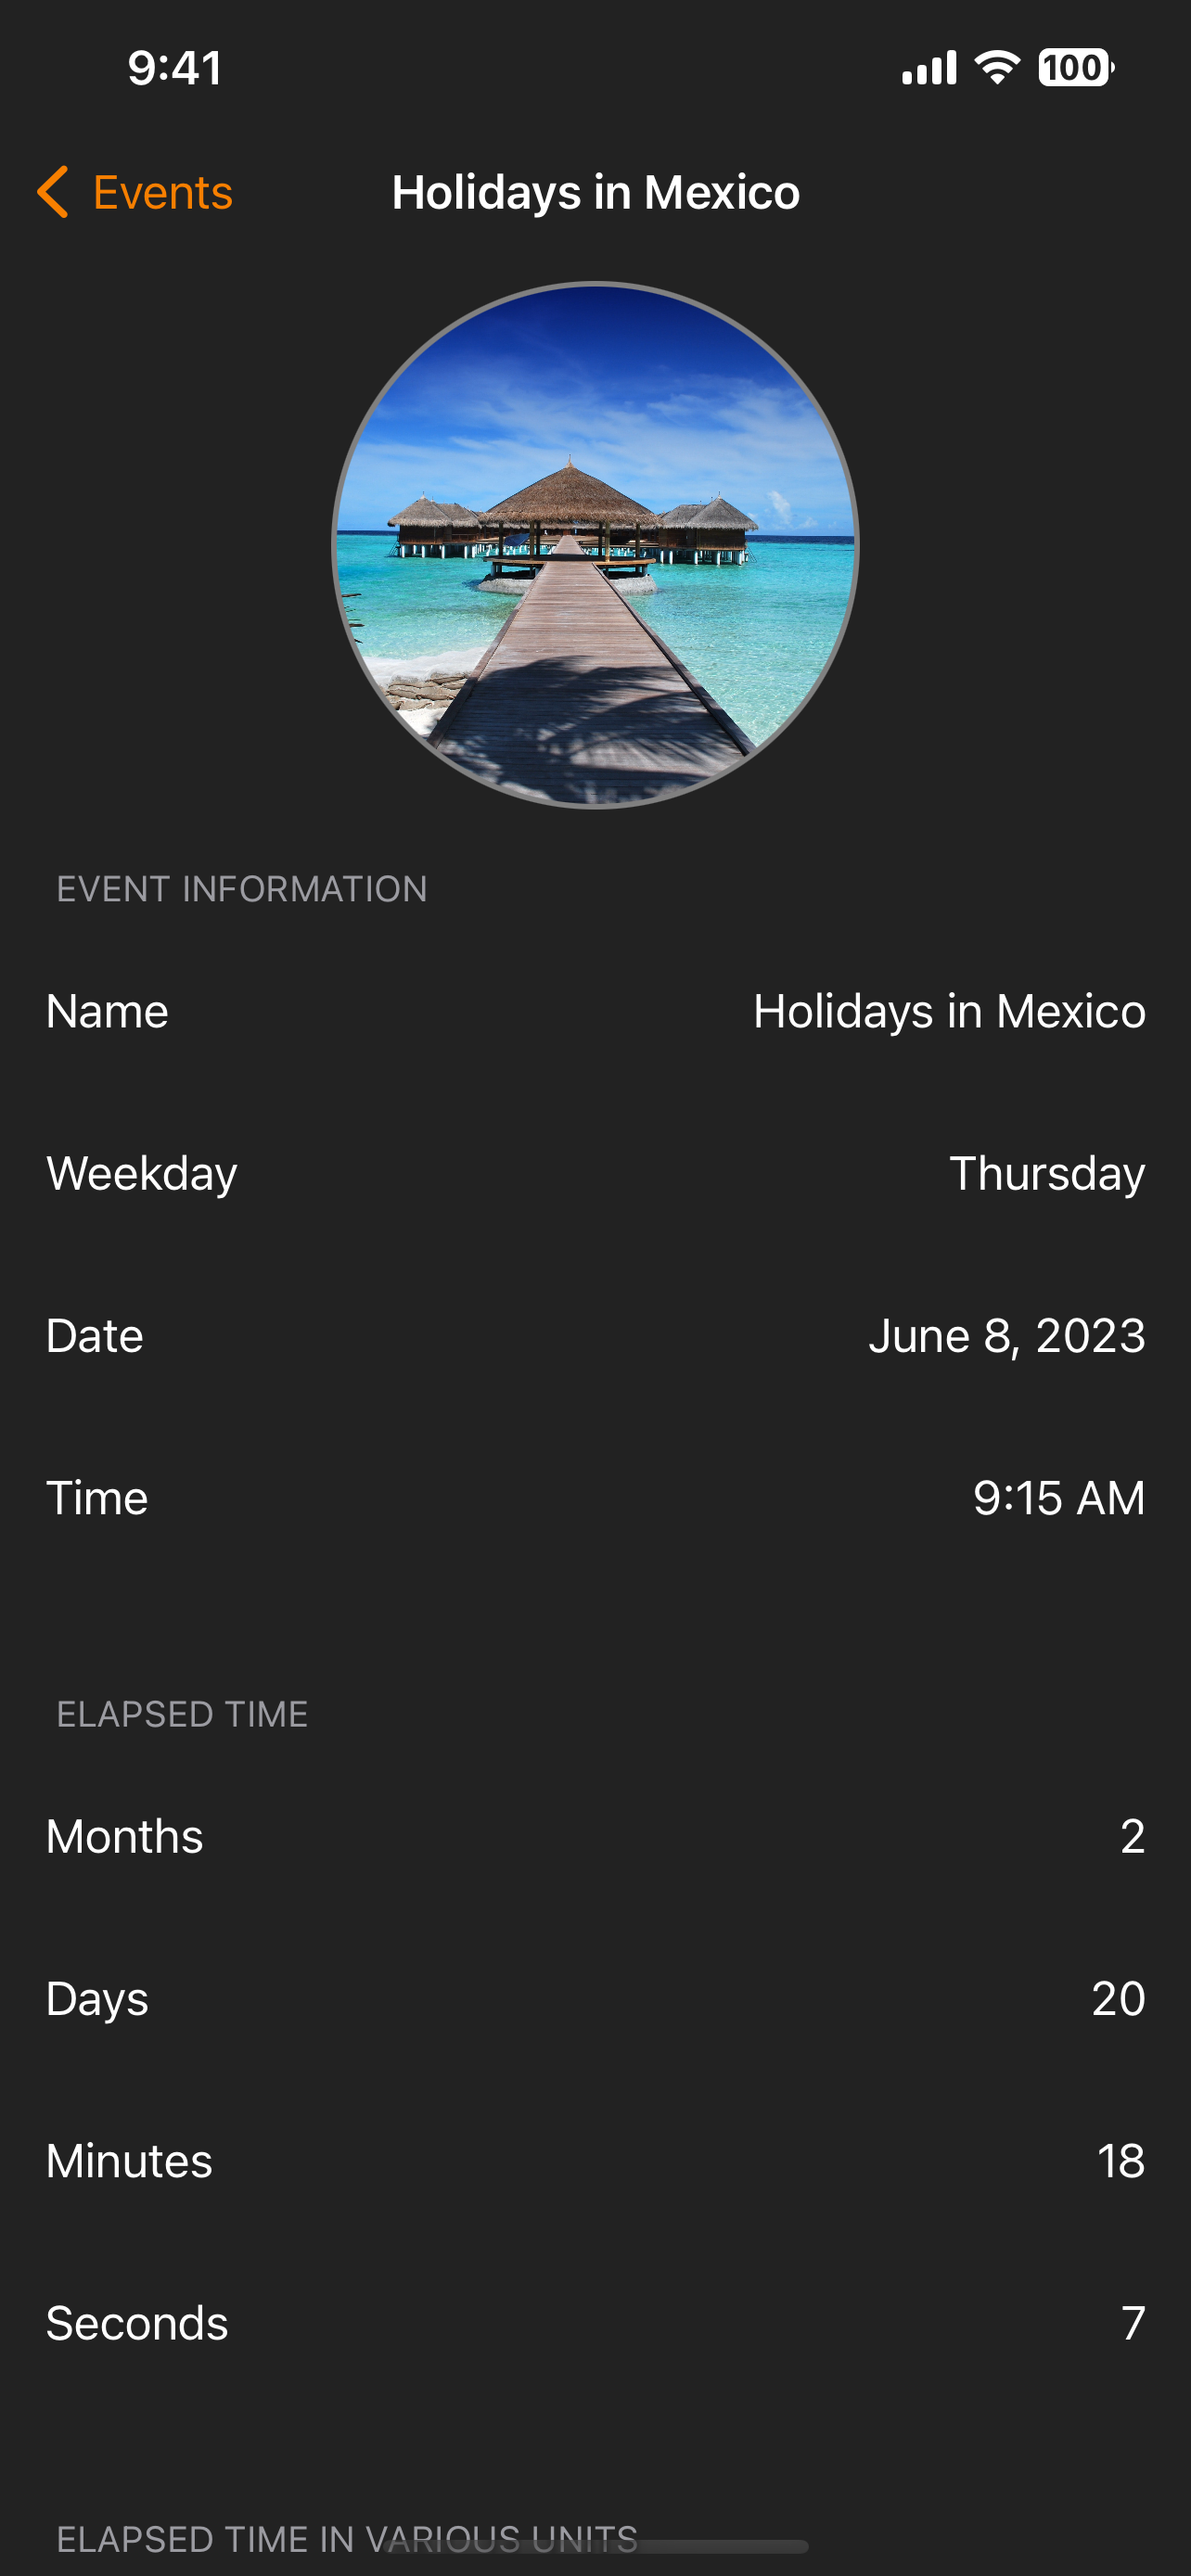 9:41
100
Events
Holidays in Mexico
EVENT INFORMATION
Name Holidays in Mexico
Weekday Thursday
Date June 8, 2023
Time 9:15 AM
ELAPSED TIME
Months 2
Days 20
Minutes 18
Seconds 7
ELAPSED TIME IN VARIOUS UNITS